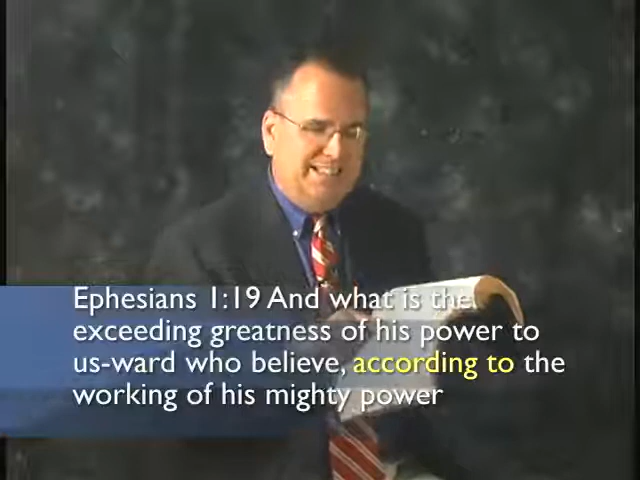 Ephesians 1:19 And what is the
exceeding greatness of his power to
us-ward who believe, according to the
working of his mighty power